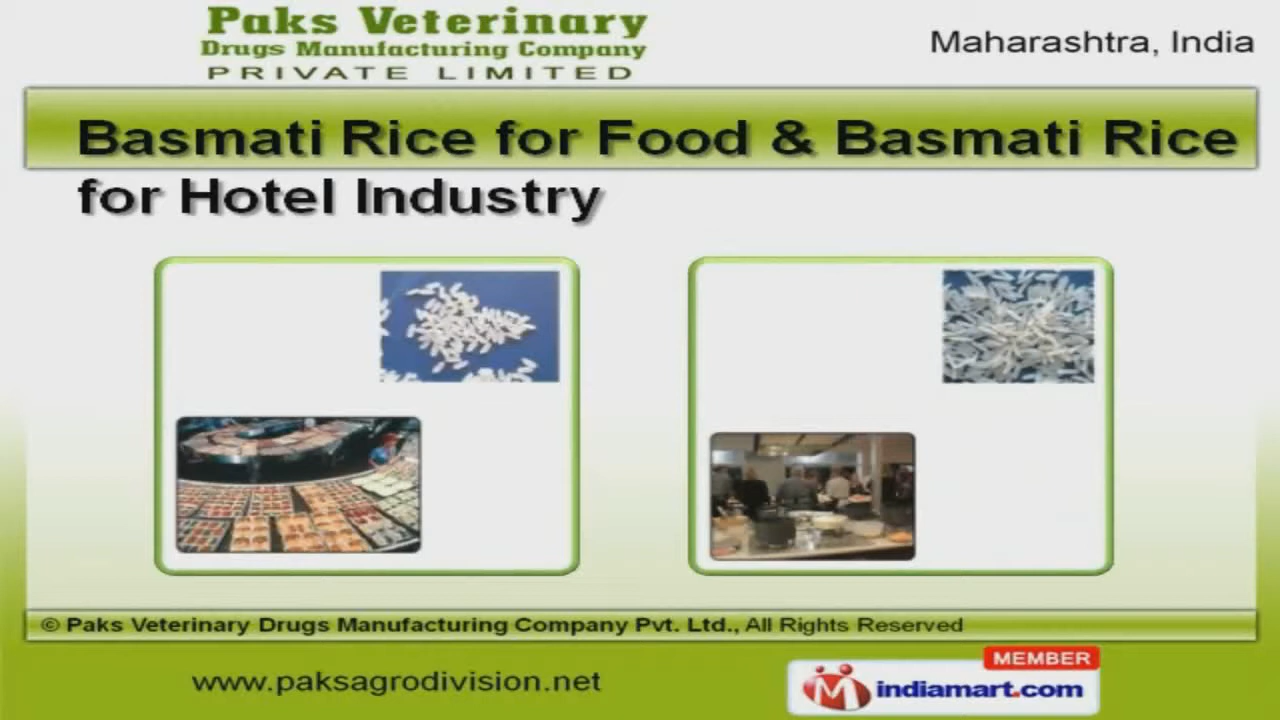 Paks Veterinary
Drugs Manufacturing Company
PRIVATE LIMITED
Maharashtra, India
Basmati Rice for Food & Basmati Rice
for Hotel Industry
© Paks Veterinary Drugs Manufacturing Company Pvt. Ltd., All Rights Reserved
www.paksagrodivision.net
MEMBER
indiamart.com